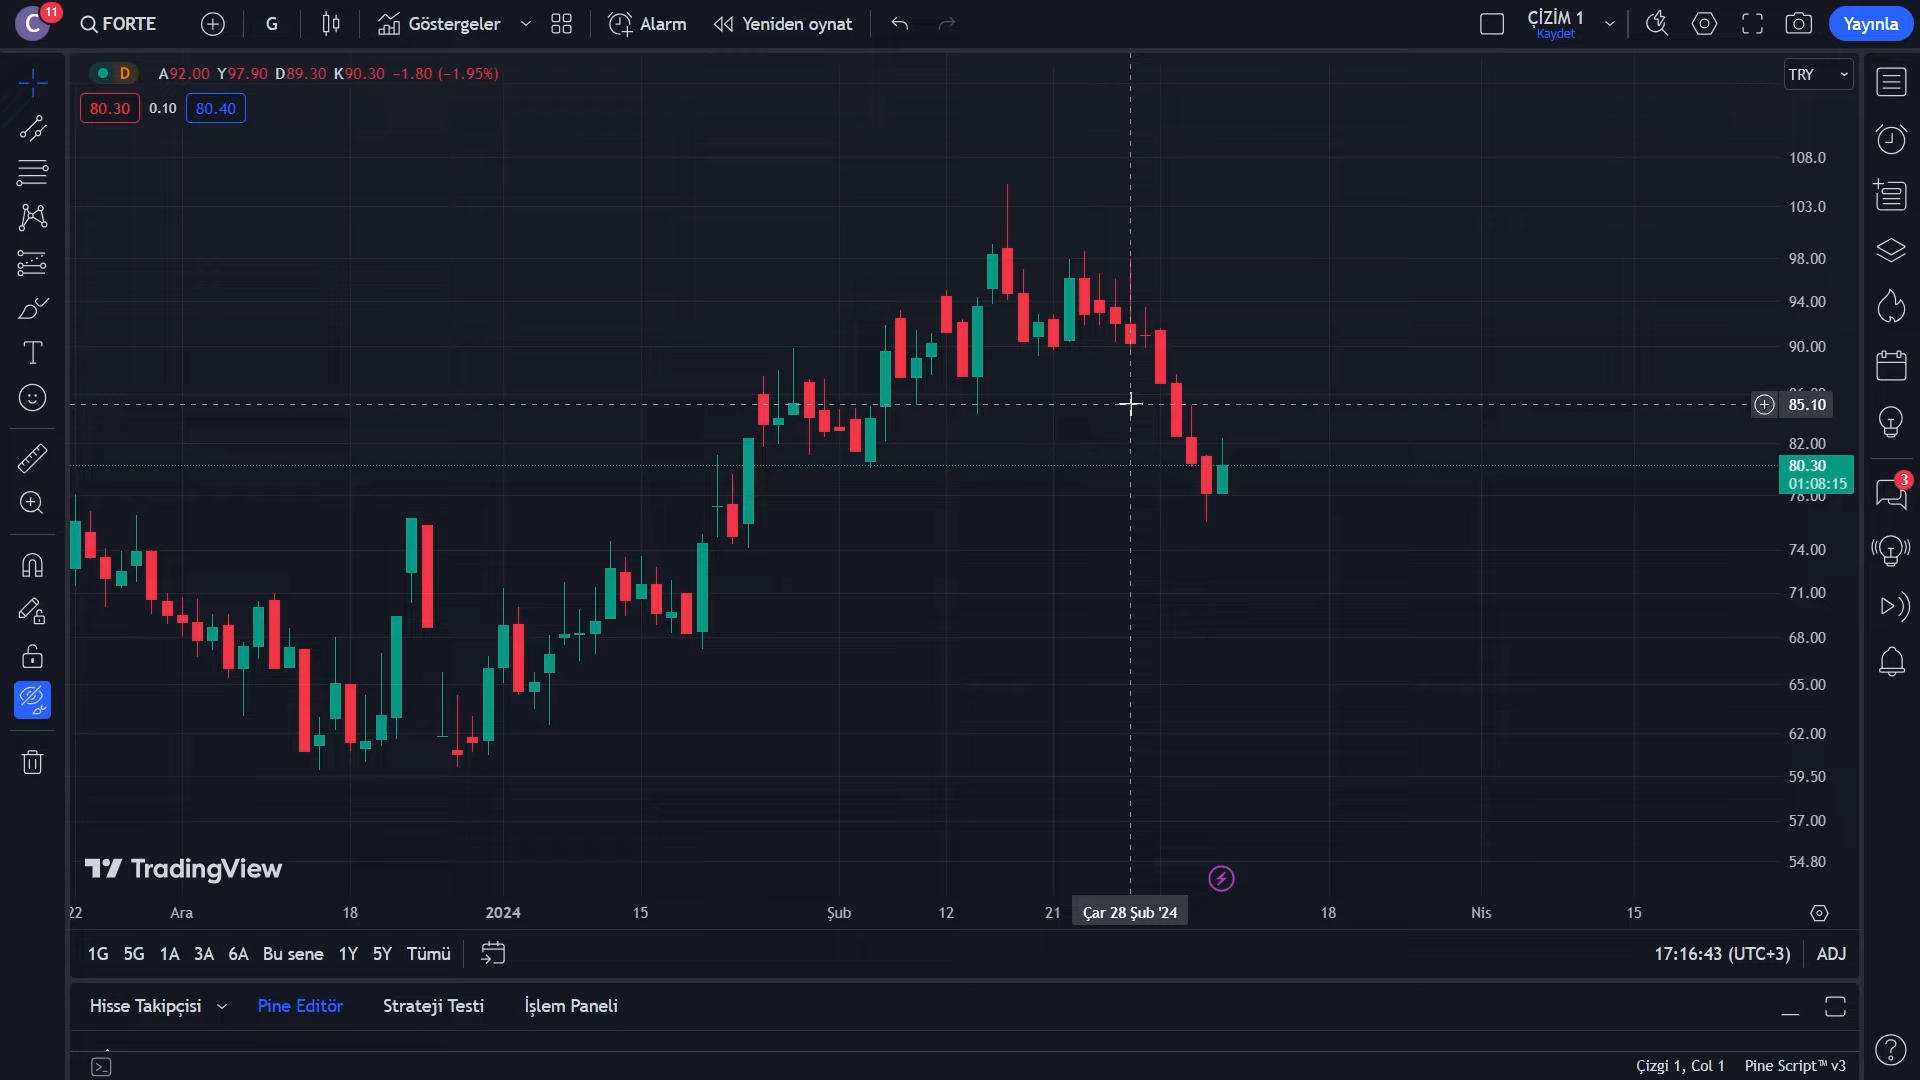 C 11 FORTE G Göstergeler Alarm Yeniden oynat ÇİZİM 1 Yayınla
Kaydet
D A92.00 Y97.90 D89.30 K90.30 −1.80 (−1.95%) TRY
80.30 0.10 80.40
108.0
103.0
98.00
94.00
90.00
85.10
82.00
80.30
01:08:15
78.00
74.00
71.00
68.00
65.00
62.00
59.50
57.00
54.80
3
T
TradingView
22 Ara 18 2024 15 Şub 12 21 Çar 28 Şub '24 18 Nis 15
1G 5G 1A 3A 6A Bu sene 1Y 5Y Tümü 17:16:43 (UTC+3) ADJ
Hisse Takipçisi Pine Editör Strateji Testi İşlem Paneli
Çizgi 1, Col 1 Pine Script™ v3